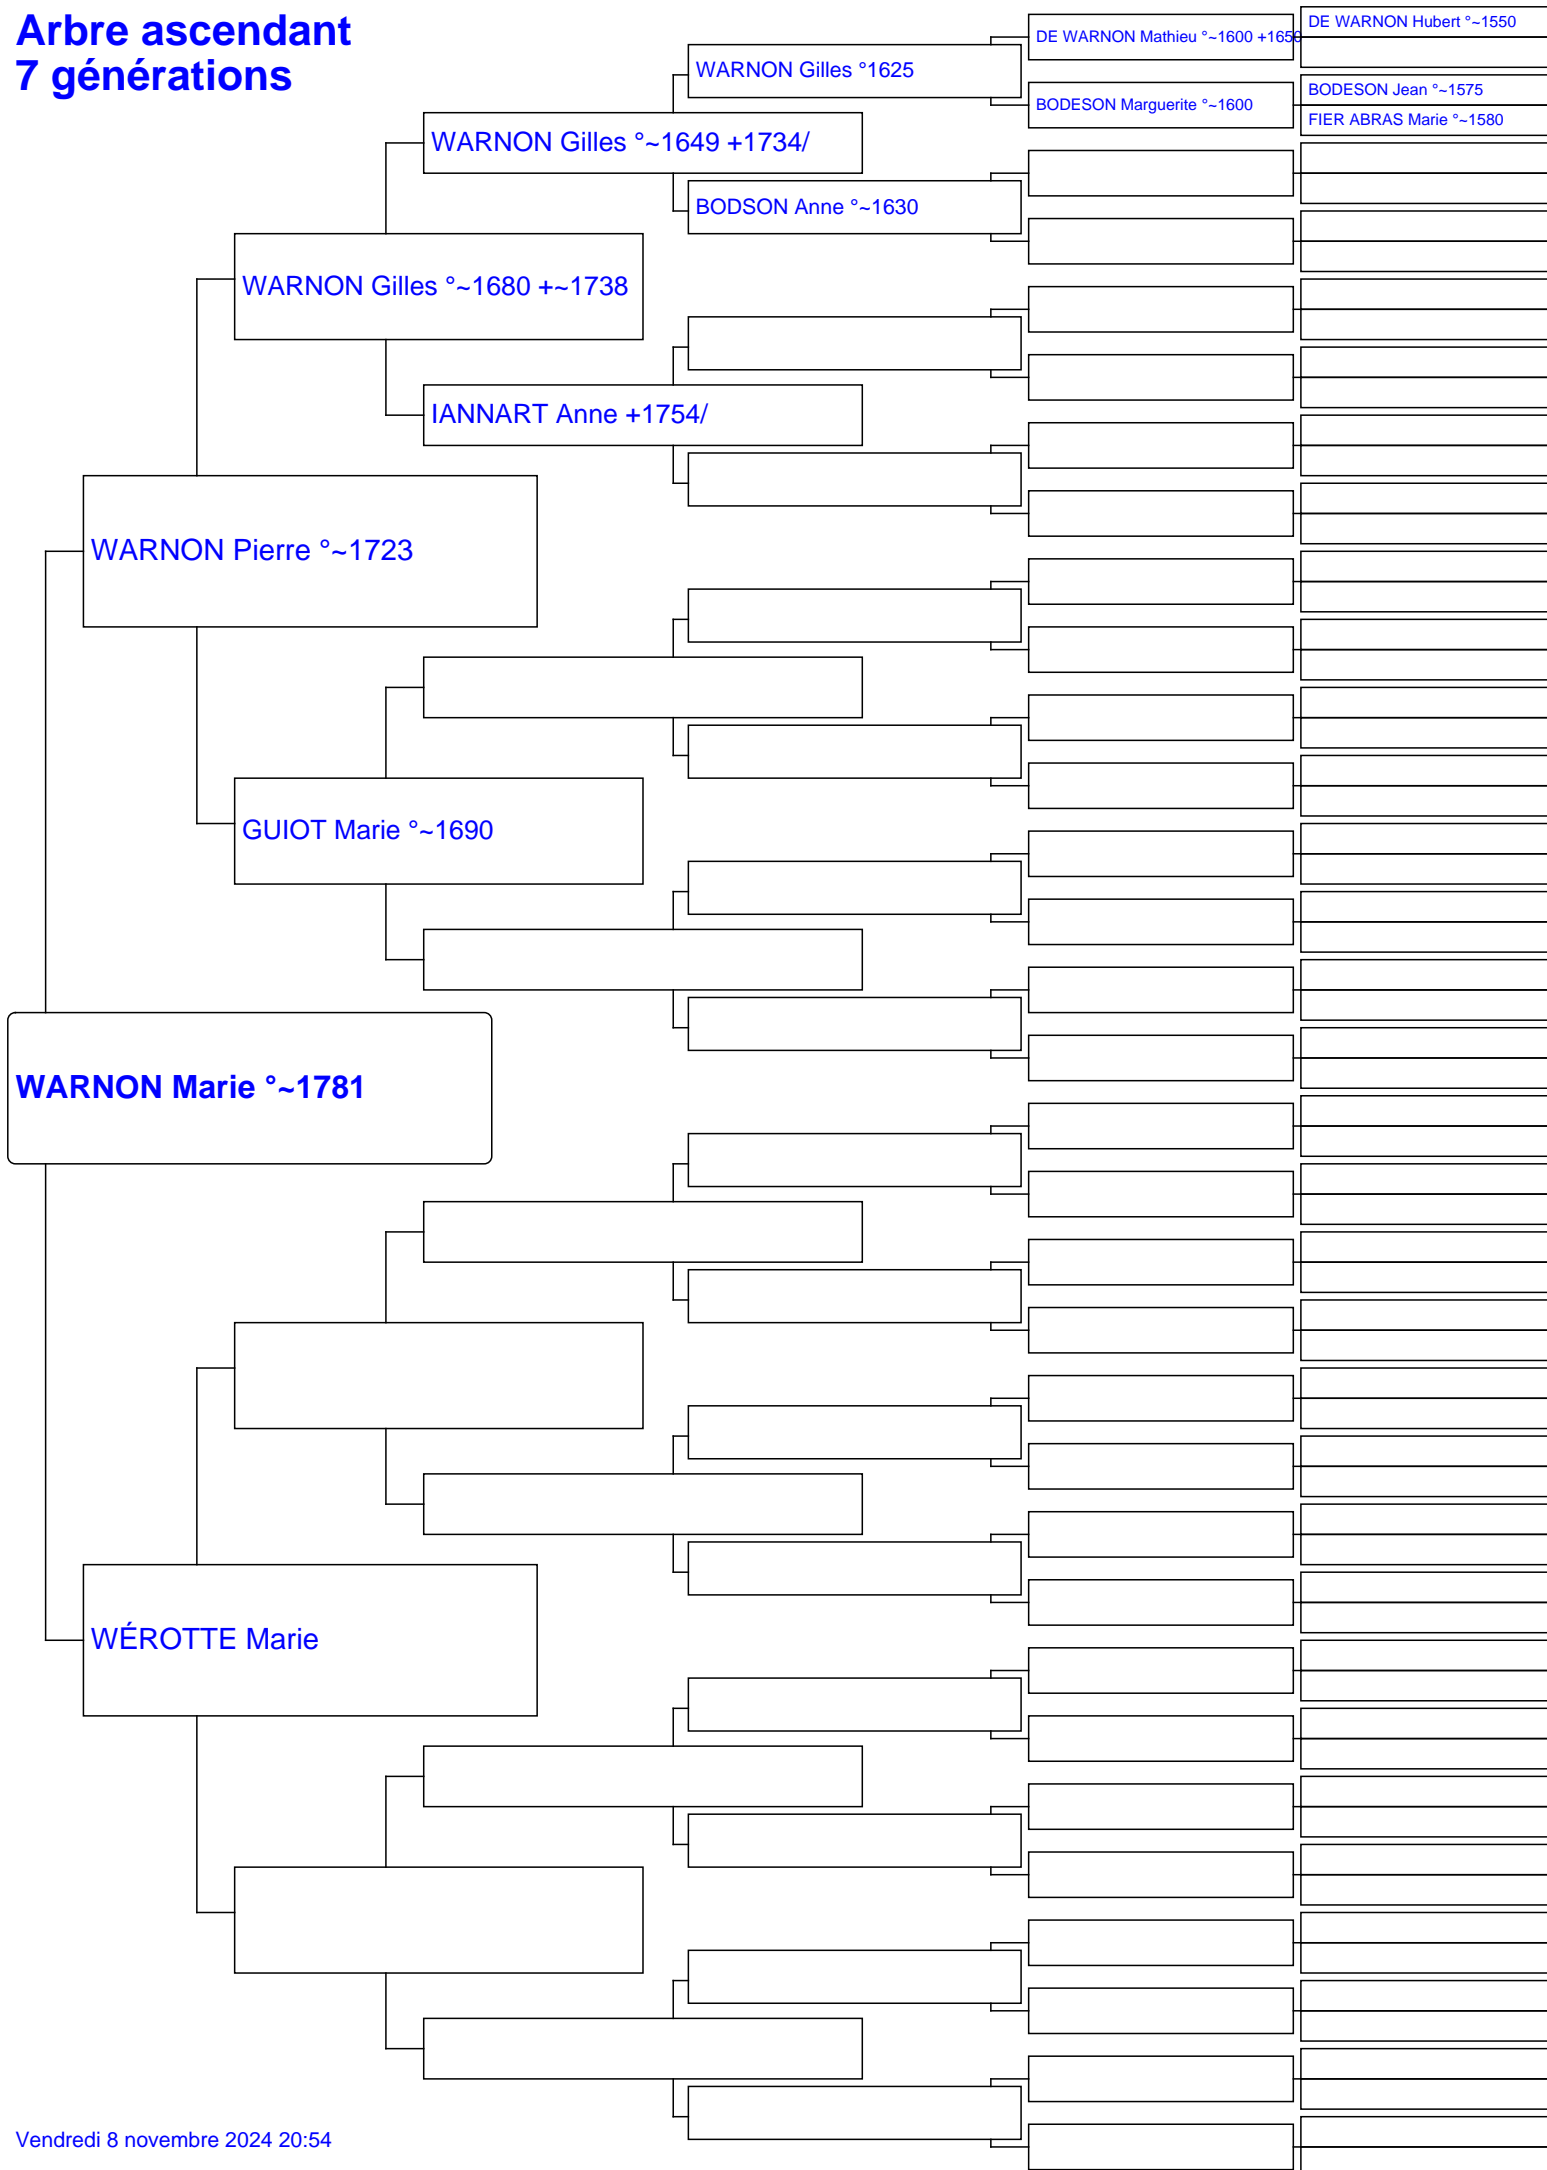 Arbre ascendant
7 générations
DE WARNON Hubert °~1550
DE WARNON Mathieu °~1600 +1650
WARNON Gilles °1625
BODESON Jean °~1575
BODESON Marguerite °~1600
FIER ABRAS Marie °~1580
WARNON Gilles °~1649 +1734/
BODSON Anne °~1630
WARNON Gilles °~1680 +~1738
IANNART Anne +1754/
WARNON Pierre °~1723
GUIOT Marie °~1690
WARNON Marie °~1781
WÉROTTE Marie
Vendredi 8 novembre 2024 20:54